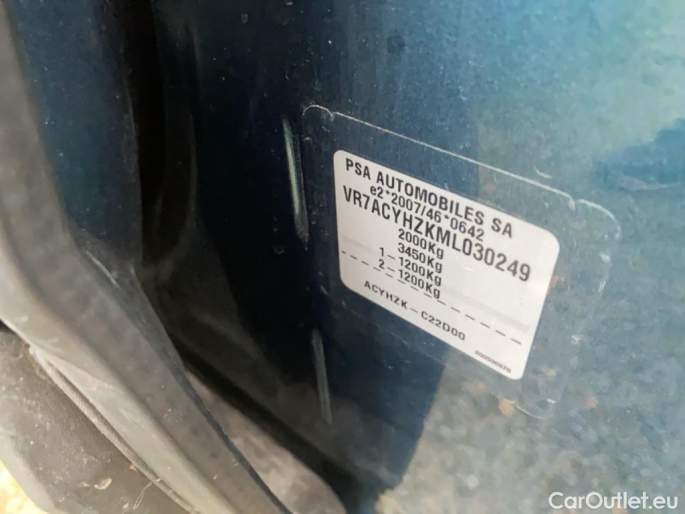 PSA AUTOMOBILES SA
e2*2007/46*0642
VR7ACYHZKML030249
2000Kg
3450Kg
1-1200Kg
2-1200Kg
ACYHZK-C22D00
CarOutlet.eu